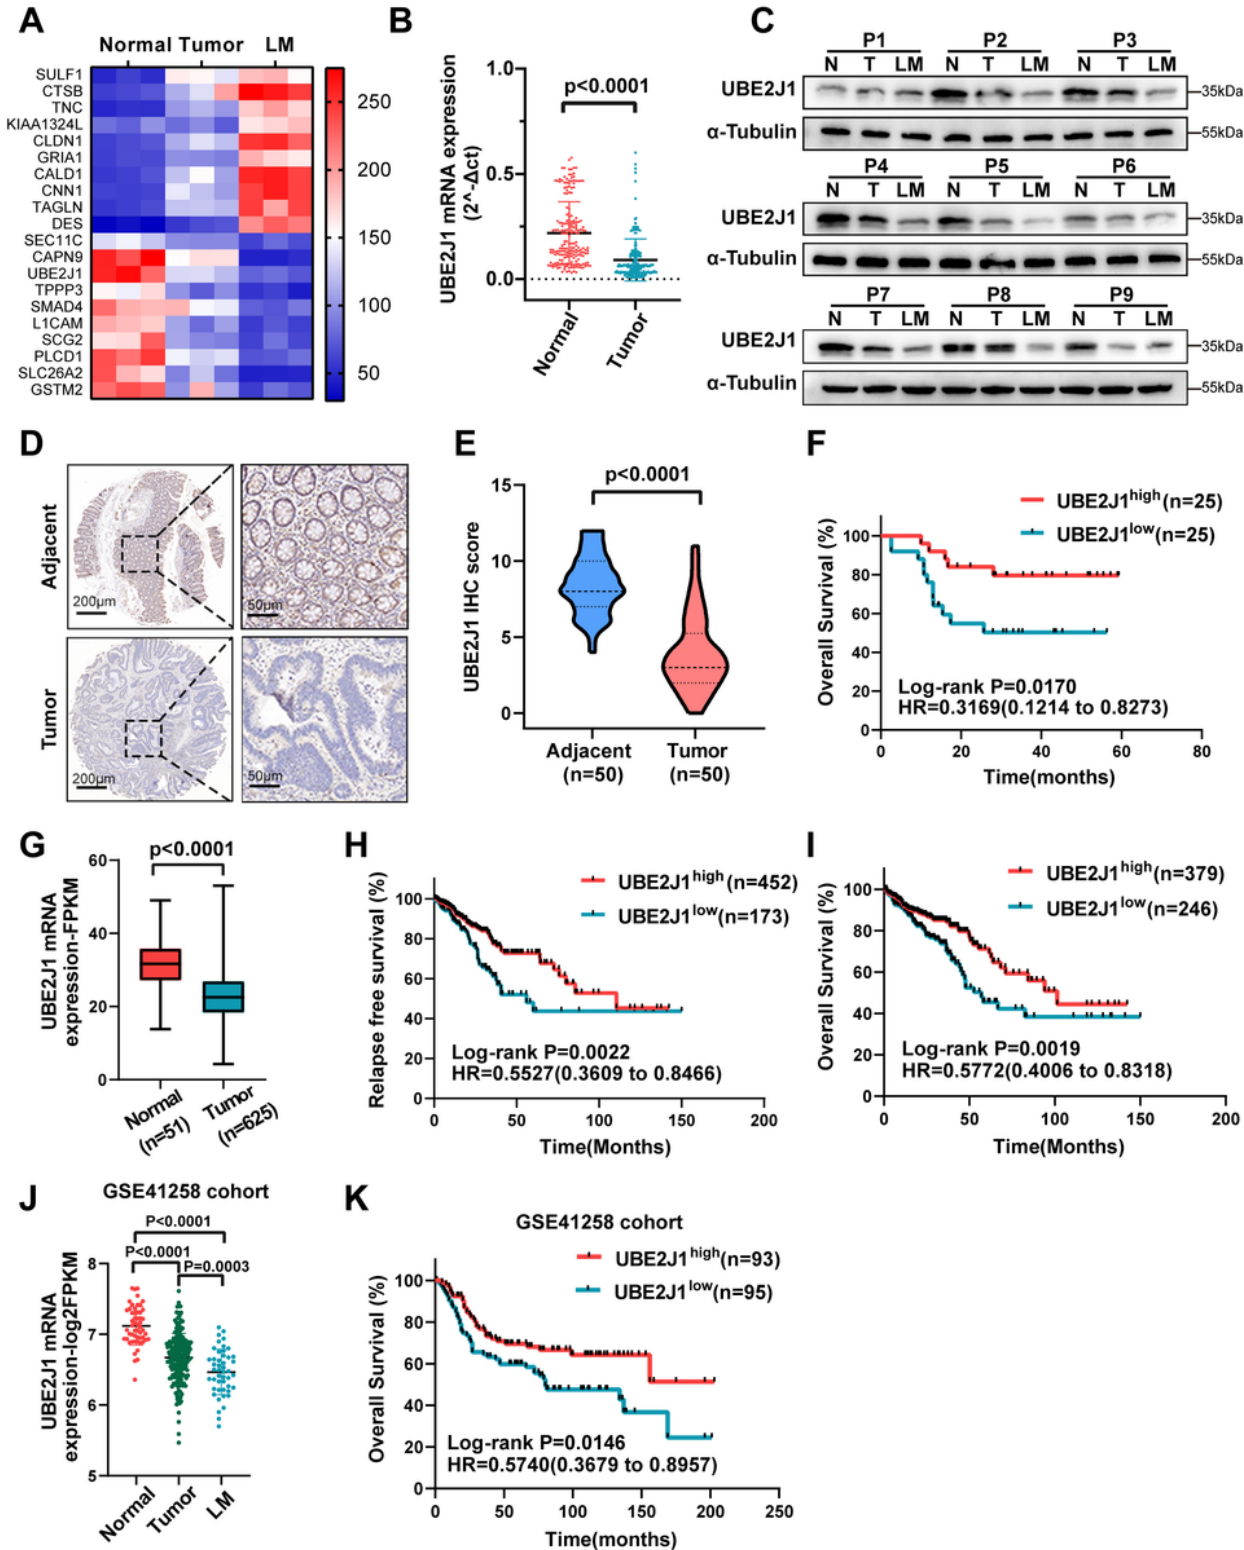 A
Normal Tumor LM
SULF1
CTSB
TNC
KIAA1324L
CLDN1
GRIA1
CALD1
CNN1
TAGLN
DES
SEC11C
CAPN9
UBE2J1
TPPP3
SMAD4
L1CAM
SCG2
PLCD1
SLC26A2
GSTM2
250
200
150
100
50
B
UBE2J1 mRNA expression
(2^-Δct)
1.0
0.5
0.0
p<0.0001
Normal
Tumor
C
P1 P2 P3
N T LM N T LM N T LM
UBE2J1 35kDa
α-Tubulin 55kDa
P4 P5 P6
N T LM N T LM N T LM
UBE2J1 35kDa
α-Tubulin 55kDa
P7 P8 P9
N T LM N T LM N T LM
UBE2J1 35kDa
α-Tubulin 55kDa
D
Adjacent
200μm
50μm
Tumor
200μm
50μm
E
UBE2J1 IHC score
15
10
5
0
p<0.0001
Adjacent
(n=50)
Tumor
(n=50)
F
UBE2J1high(n=25)
UBE2J1low(n=25)
Overall Survival (%)
100
80
60
40
20
0
Log-rank P=0.0170
HR=0.3169(0.1214 to 0.8273)
0 20 40 60 80
Time(months)
G
UBE2J1 mRNA
expression-FPKM
60
40
20
0
p<0.0001
Normal
(n=51)
Tumor
(n=625)
H
UBE2J1high(n=452)
UBE2J1low(n=173)
Relapse free survival (%)
100
80
60
40
20
0
Log-rank P=0.0022
HR=0.5527(0.3609 to 0.8466)
0 50 100 150 200
Time(Months)
I
UBE2J1high(n=379)
UBE2J1low(n=246)
Overall Survival (%)
100
80
60
40
20
0
Log-rank P=0.0019
HR=0.5772(0.4006 to 0.8318)
0 50 100 150 200
Time(Months)
J
GSE41258 cohort
UBE2J1 mRNA
expression-log2FPKM
8
7
6
5
P<0.0001
P<0.0001
P=0.0003
Normal
Tumor
LM
K
GSE41258 cohort
UBE2J1high(n=93)
UBE2J1low(n=95)
Overall Survival (%)
100
80
60
40
20
0
Log-rank P=0.0146
HR=0.5740(0.3679 to 0.8957)
0 50 100 150 200 250
Time(months)